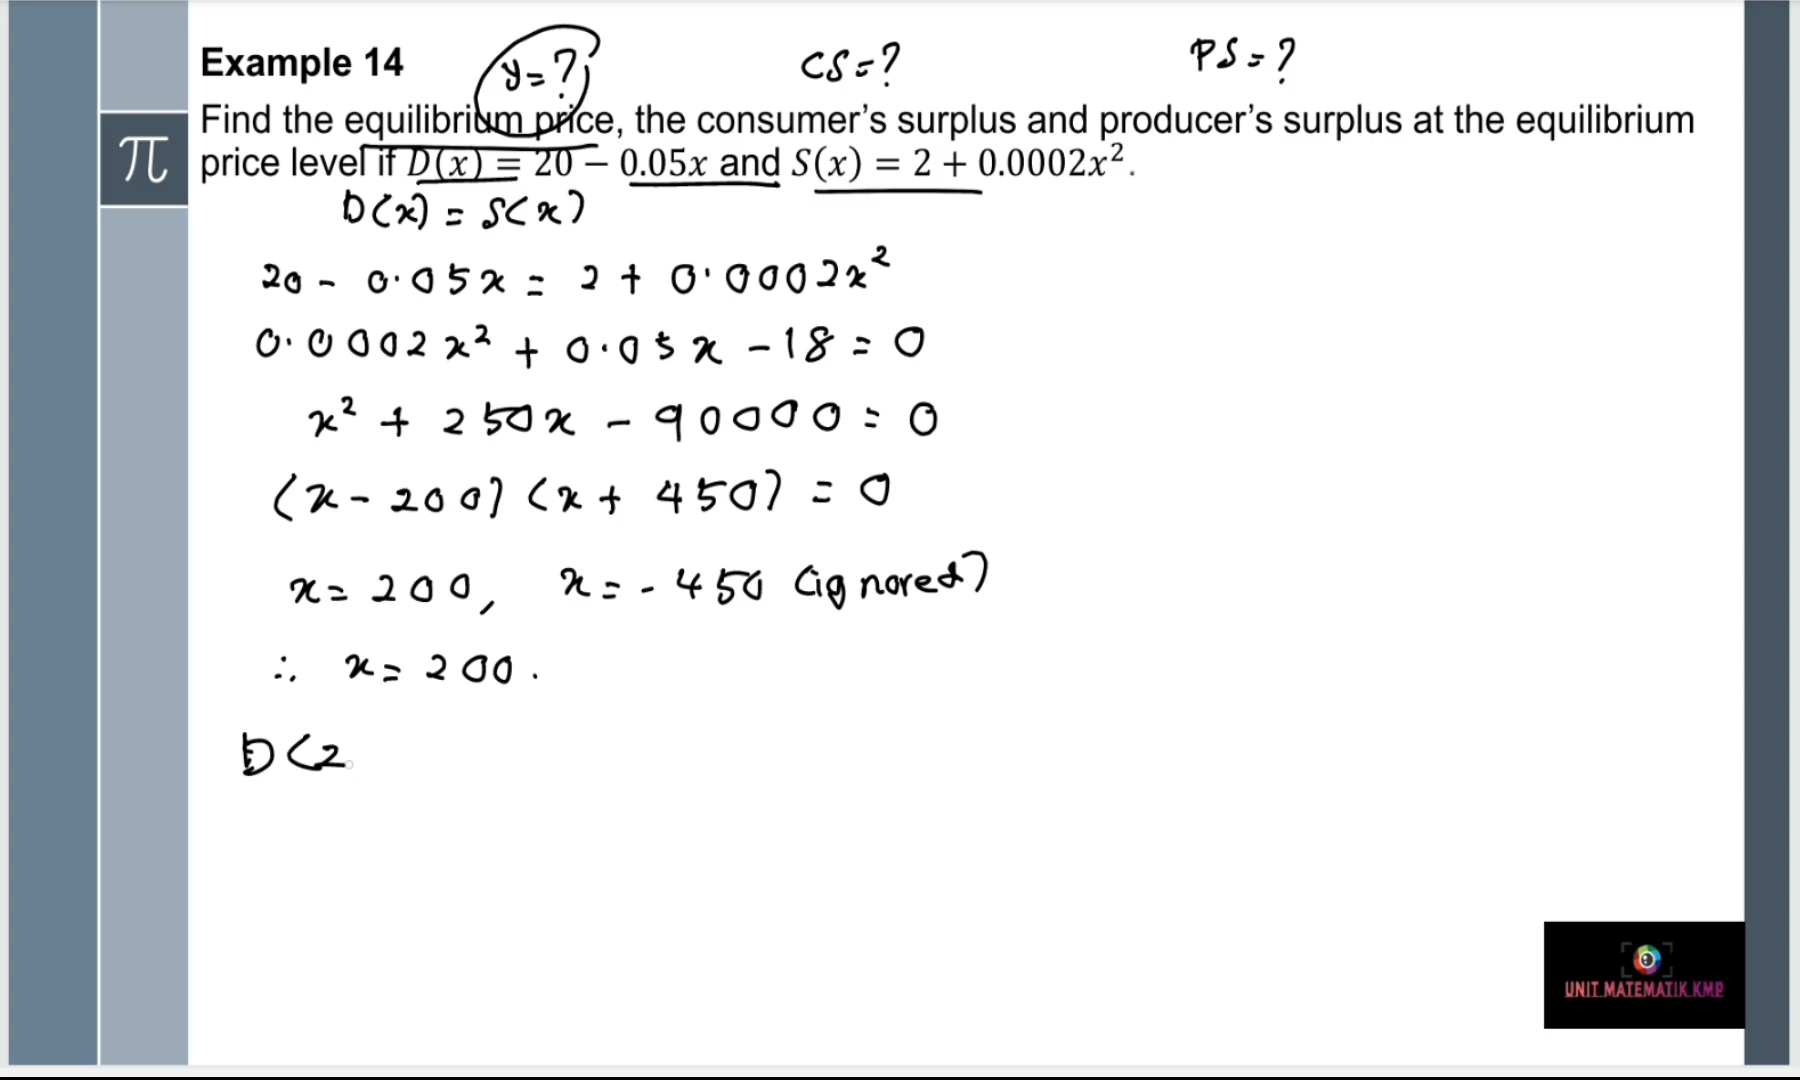 Example 14
y=?
CS=?
PS=?
Find the equilibrium price, the consumer’s surplus and producer’s surplus at the equilibrium
price level if D(x) = 20 − 0.05x and S(x) = 2 + 0.0002x².
D(x) = S(x)
20 - 0.05x = 2 + 0.0002x²
0.0002x² + 0.05x - 18 = 0
x² + 250x - 90000 = 0
(x - 200)(x + 450) = 0
x = 200, x = -450 (ignored)
∴ x = 200.
D(2
π
UNIT MATEMATIK KMP